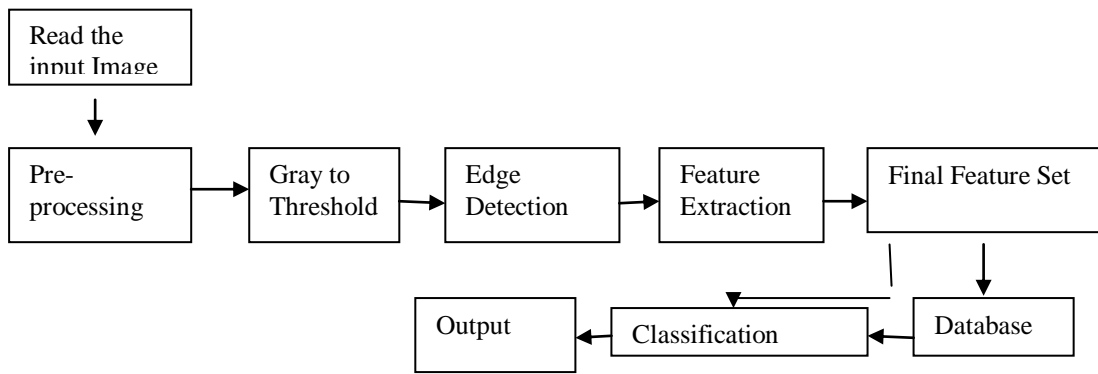 Read the
input Image
Pre-
processing
Gray to
Threshold
Edge
Detection
Feature
Extraction
Final Feature Set
Output
Classification
Database